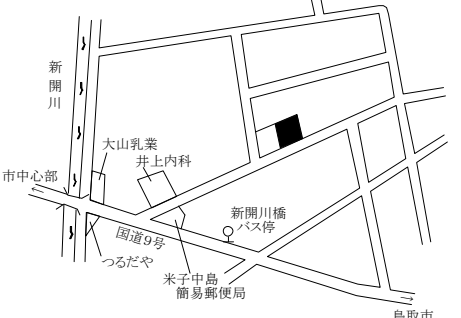 新開川
大山乳業
井上内科
市中心部
新開川橋
バス停
国道9号
つるだや
米子中島
簡易郵便局
鳥取市